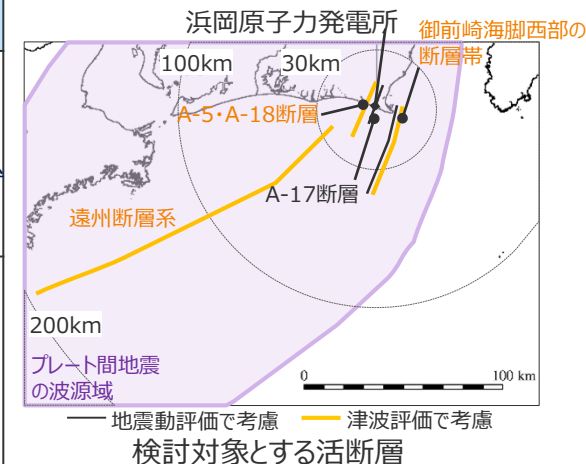 浜岡原子力発電所
御前崎海脚西部の
断層帯
100km
30km
A-5・A-18断層
A-17断層
遠州断層系
200km
プレート間地震
の波源域
0
100 km
地震動評価で考慮
津波評価で考慮
検討対象とする活断層